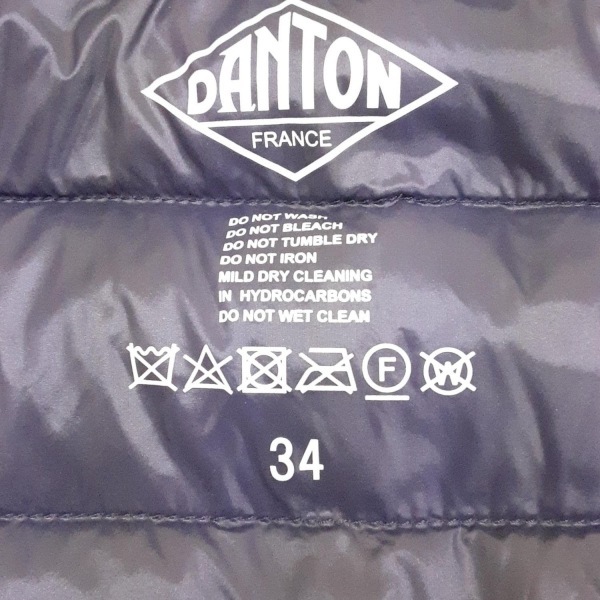 DANTON
FRANCE
DO NOT WASH
DO NOT BLEACH
DO NOT TUMBLE DRY
DO NOT IRON
MILD DRY CLEANING
IN HYDROCARBONS
DO NOT WET CLEAN
F W
34